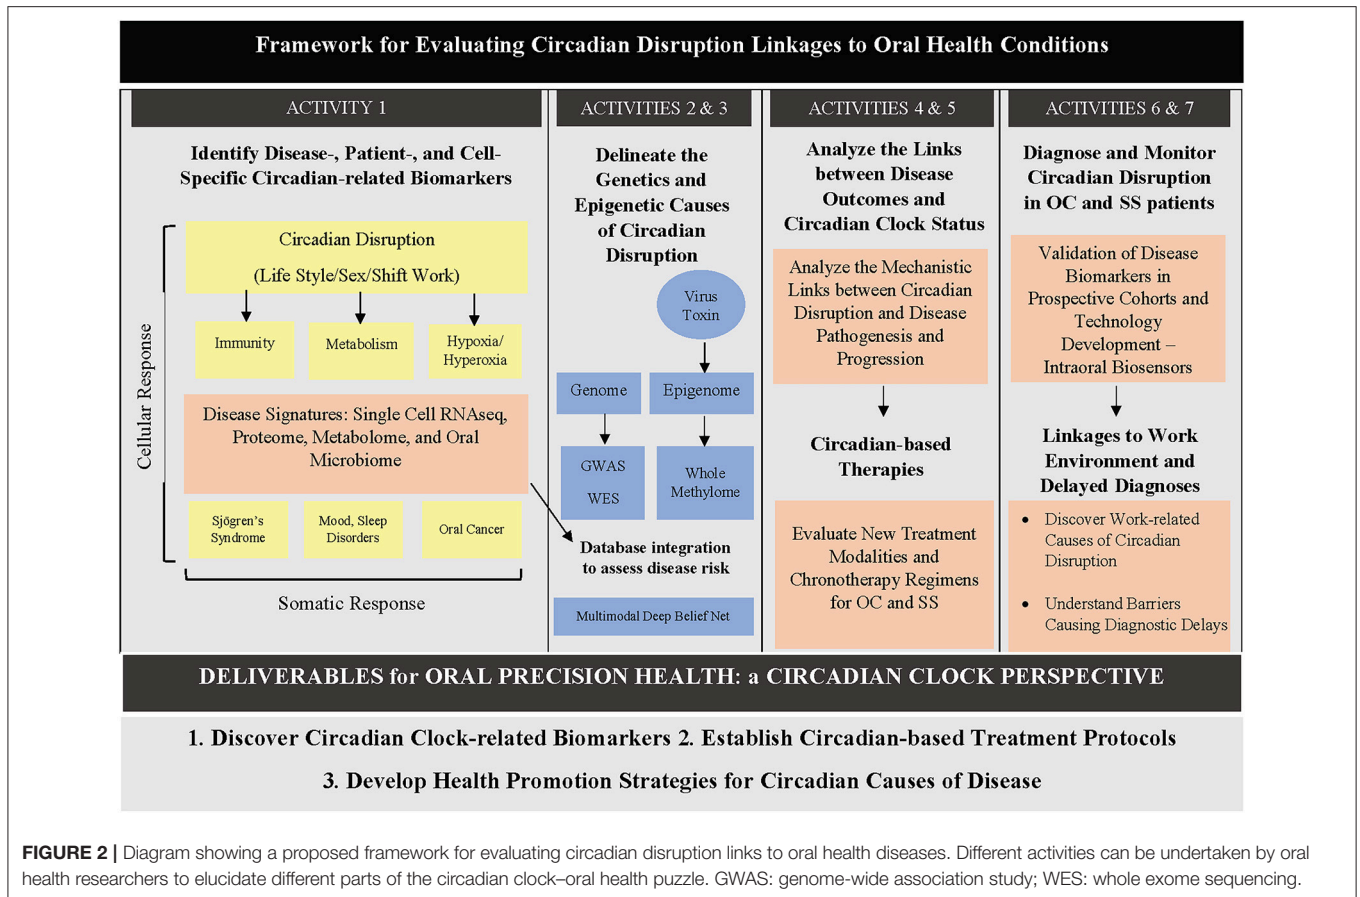 Framework for Evaluating Circadian Disruption Linkages to Oral Health Conditions
ACTIVITY 1
Identify Disease-, Patient-, and Cell-
Specific Circadian-related Biomarkers
Cellular Response
Circadian Disruption
(Life Style/Sex/Shift Work)
Immunity
Metabolism
Hypoxia/
Hyperoxia
Disease Signatures: Single Cell RNAseq,
Proteome, Metabolome, and Oral
Microbiome
Sjögren's
Syndrome
Mood, Sleep
Disorders
Oral Cancer
Somatic Response
ACTIVITIES 2 & 3
Delineate the
Genetics and
Epigenetic Causes
of Circadian
Disruption
Virus
Toxin
Genome
Epigenome
GWAS
WES
Whole
Methylome
Database integration
to assess disease risk
Multimodal Deep Belief Net
ACTIVITIES 4 & 5
Analyze the Links
between Disease
Outcomes and
Circadian Clock Status
Analyze the Mechanistic
Links between Circadian
Disruption and Disease
Pathogenesis and
Progression
Circadian-based
Therapies
Evaluate New Treatment
Modalities and
Chronotherapy Regimens
for OC and SS
ACTIVITIES 6 & 7
Diagnose and Monitor
Circadian Disruption
in OC and SS patients
Validation of Disease
Biomarkers in
Prospective Cohorts and
Technology
Development –
Intraoral Biosensors
Linkages to Work
Environment and
Delayed Diagnoses
• Discover Work-related
Causes of Circadian
Disruption
• Understand Barriers
Causing Diagnostic Delays
DELIVERABLES for ORAL PRECISION HEALTH: a CIRCADIAN CLOCK PERSPECTIVE
1. Discover Circadian Clock-related Biomarkers 2. Establish Circadian-based Treatment Protocols
3. Develop Health Promotion Strategies for Circadian Causes of Disease
FIGURE 2 | Diagram showing a proposed framework for evaluating circadian disruption links to oral health diseases. Different activities can be undertaken by oral
health researchers to elucidate different parts of the circadian clock–oral health puzzle. GWAS: genome-wide association study; WES: whole exome sequencing.